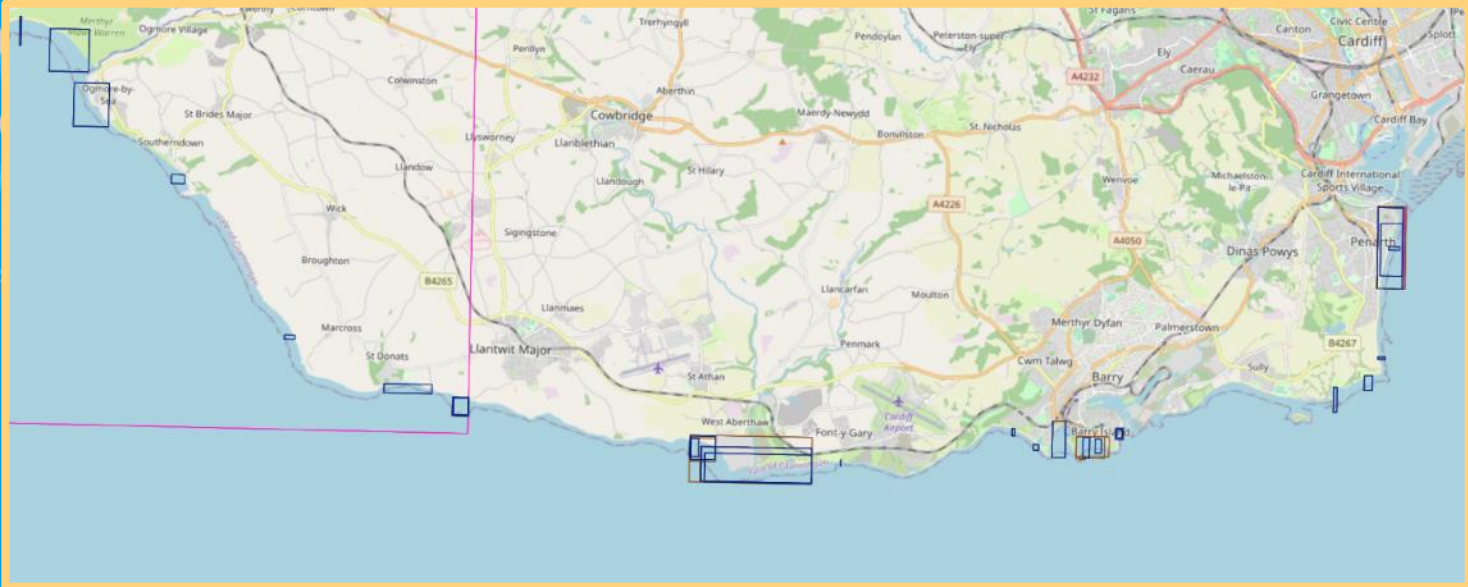 Merthyr
Mawr Warren
Ogmore Village
Corntown
Trerhyngyll
St Fagans
Pendoylan
Peterston-super-
Ely
Civic Centre
Canton
Cardiff
Splott
Penllyn
Ely
A4232
Caerau
Colwinston
Aberthin
Grangetown
Ogmore-by-
Sea
St Brides Major
Cowbridge
Maerdy-Newydd
Cardiff Bay
Southerndown
Llysworney
Llanblethian
Bonvilston
St. Nicholas
Llandow
St Hilary
Llandough
Wenvoe
Michaelston-
le-Pit
Cardiff International
Sports Village
Wick
A4226
Sigingstone
A4050
Penarth
Broughton
Dinas Powys
B4265
Llancarfan
Moulton
Llanmaes
Marcross
Merthyr Dyfan
Palmerstown
Llantwit Major
Penmark
B4267
St Donats
Cwm Talwg
St Athan
Barry
Sully
West Aberthaw
Font-y-Gary
Cardiff
Airport
Barry Island